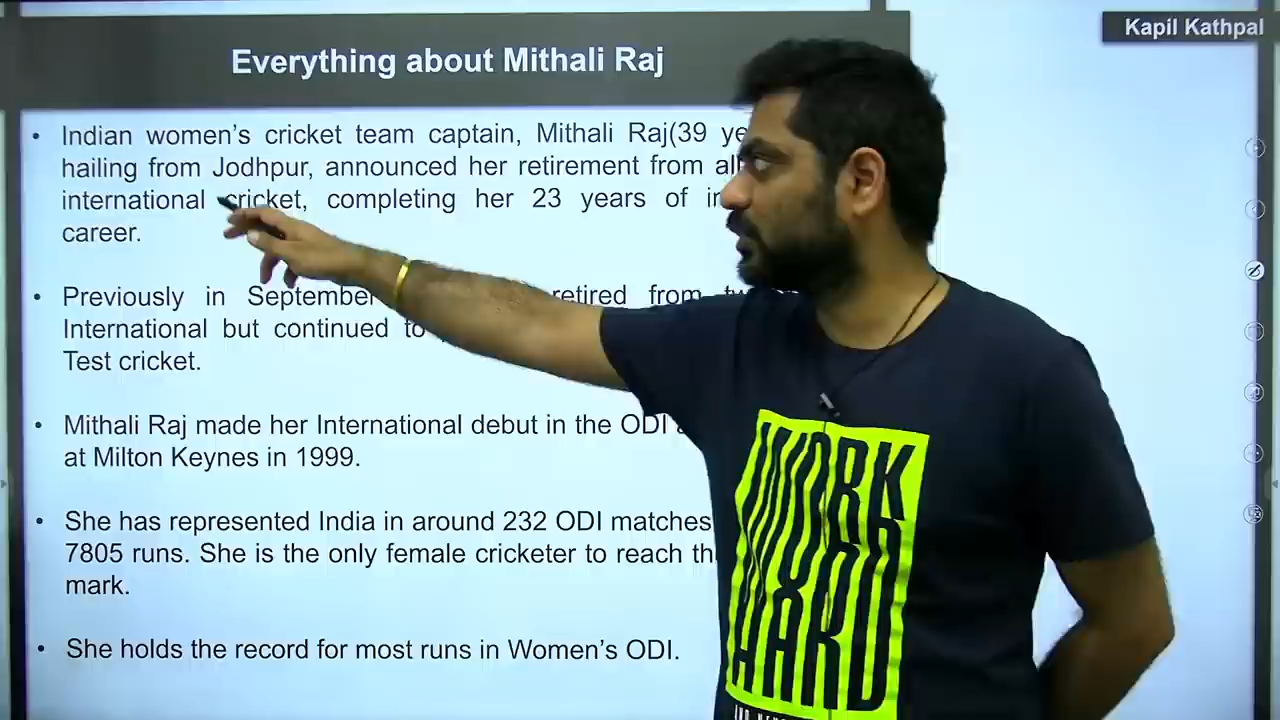 Kapil Kathpal
Everything about Mithali Raj
• Indian women's cricket team captain, Mithali Raj(39
hailing from Jodhpur, announced her retirement from all
international cricket, completing her 23 years of
career.
• Previously in September retired from
International but continued to
Test cricket.
• Mithali Raj made her International debut in the ODI
at Milton Keynes in 1999.
• She has represented India in around 232 ODI matches
7805 runs. She is the only female cricketer to reach
mark.
• She holds the record for most runs in Women's ODI.
WORK
HARD